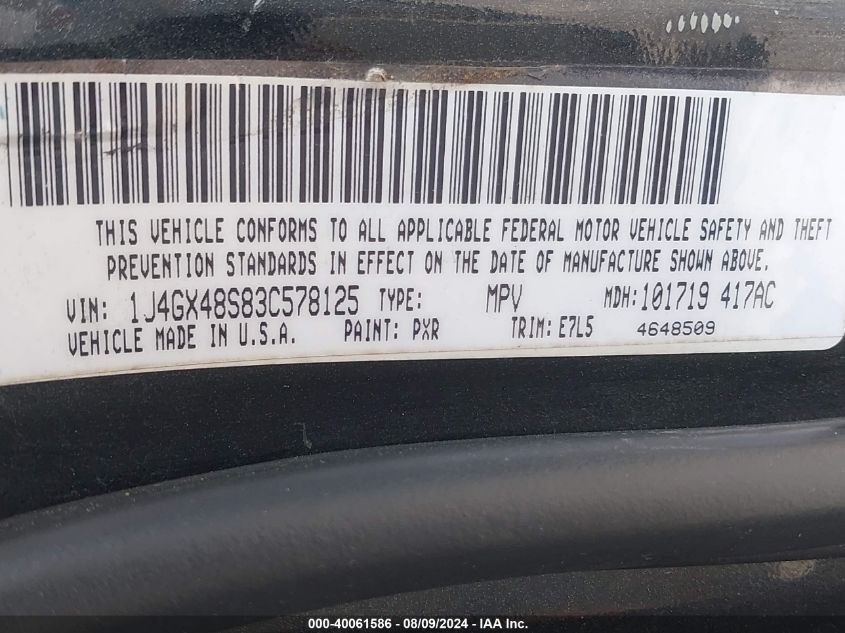 THIS VEHICLE CONFORMS TO ALL APPLICABLE FEDERAL MOTOR VEHICLE SAFETY AND THEFT
PREVENTION STANDARDS IN EFFECT ON THE DATE OF MANUFACTURE SHOWN ABOVE.
VIN: 1J4GX48S83C578125 TYPE: MPV MDH: 101719 417AC
VEHICLE MADE IN U.S.A. PAINT: PXR TRIM: E7L5 4648509
000-40061586 - 08/09/2024 - IAA Inc.